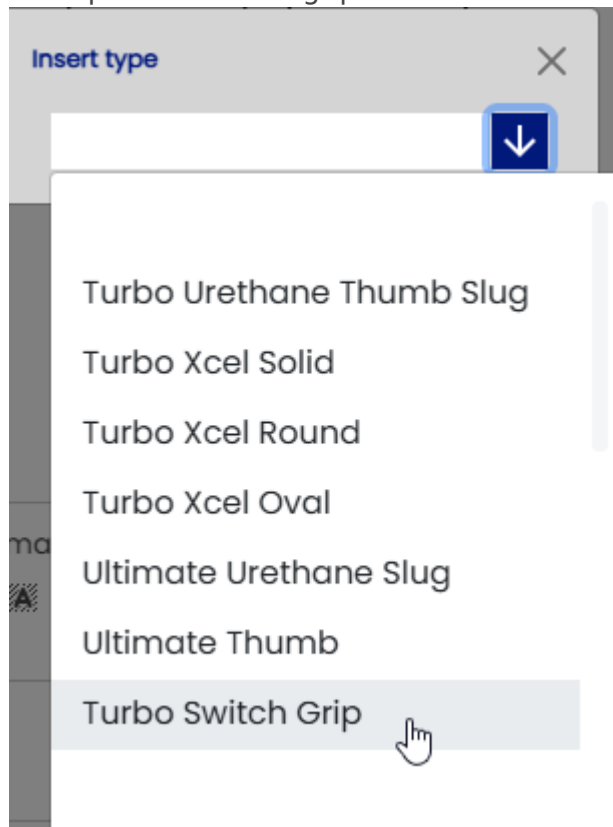 Insert type
Turbo Urethane Thumb Slug
Turbo Xcel Solid
Turbo Xcel Round
Turbo Xcel Oval
ma
Ultimate Urethane Slug
A
Ultimate Thumb
Turbo Switch Grip